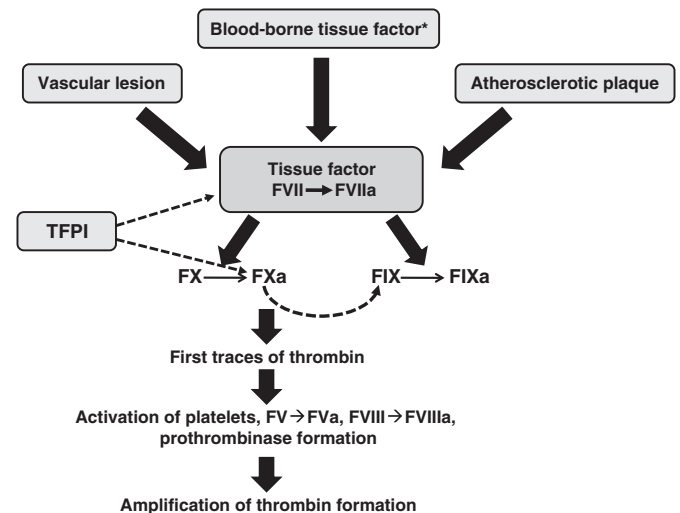 Blood-borne tissue factor*
Vascular lesion
Atherosclerotic plaque
Tissue factor
FVII→FVIIa
TFPI
FX→FXa
FIX→FIXa
First traces of thrombin
Activation of platelets, FV→FVa, FVIII→FVIIIa,
prothrombinase formation
Amplification of thrombin formation